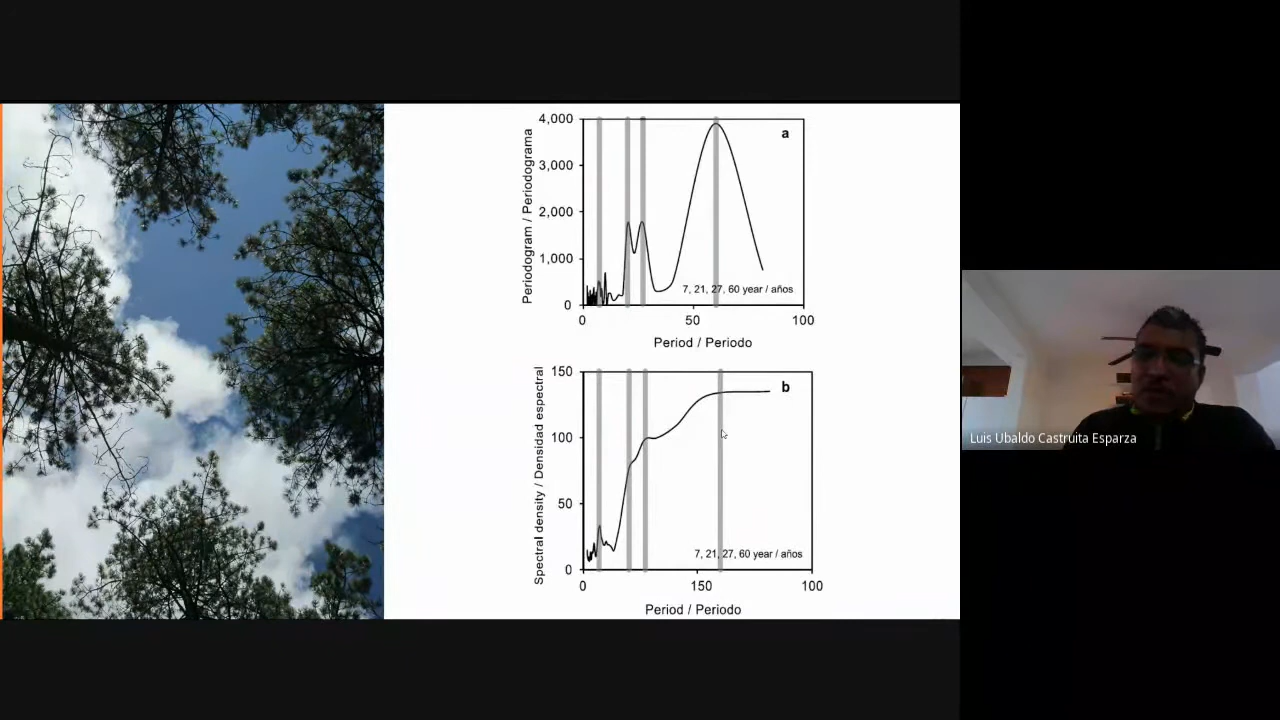 4,000
3,000
2,000
1,000
0
Periodogram / Periodograma
a
7, 21, 27, 60 year / años
0
50
100
Period / Periodo
150
100
50
0
Spectral density / Densidad espectral
b
7, 21, 27, 60 year / años
0
150
100
Period / Periodo
Luis Ubaldo Castruita Esparza